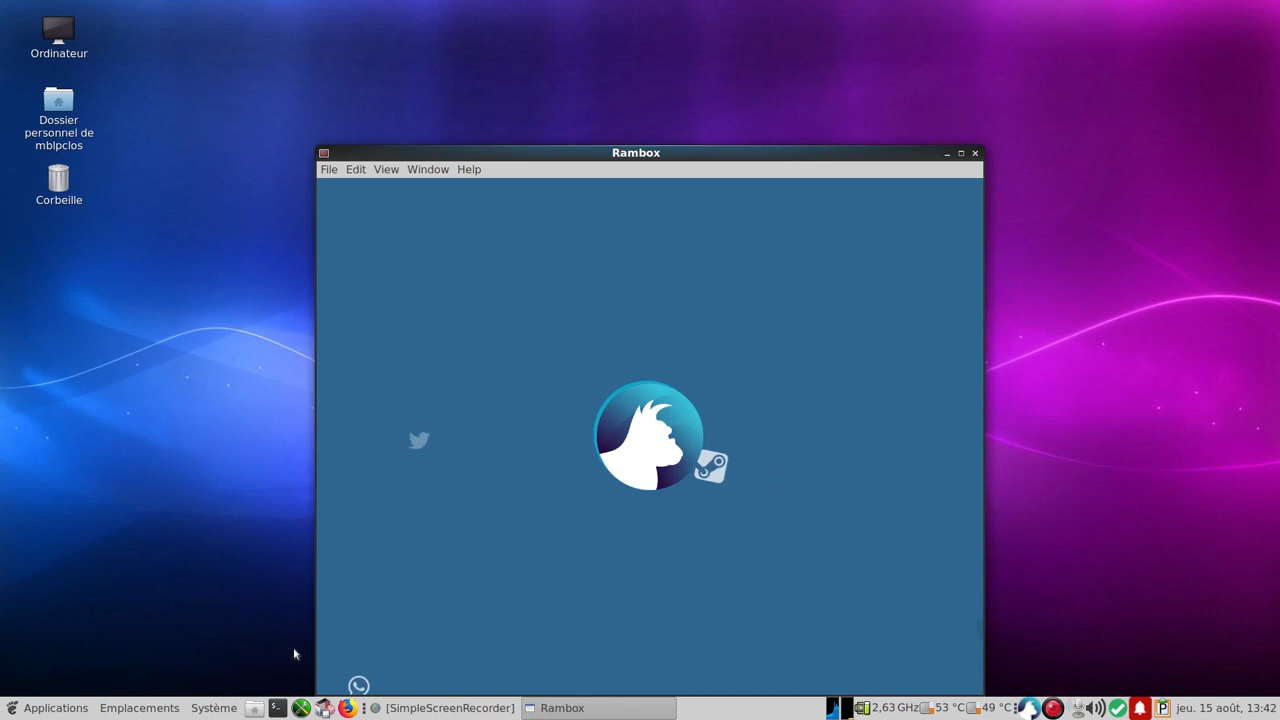 Ordinateur
Dossier
personnel de
mblpclos
Corbeille
Rambox
File Edit View Window Help
Applications Emplacements Système [SimpleScreenRecorder] Rambox 2,63 GHz 53 °C 49 °C jeu. 15 août, 13:42